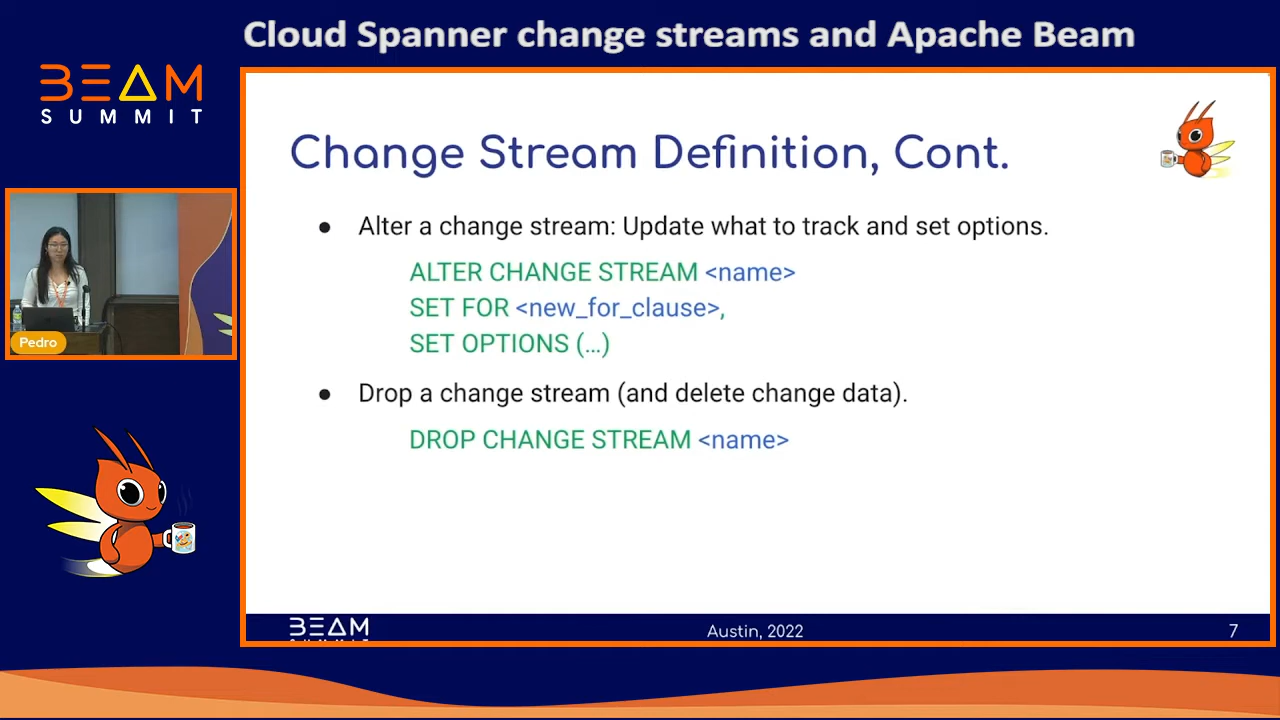 Cloud Spanner change streams and Apache Beam
BEAM
SUMMIT
Pedro
Change Stream Definition, Cont.
● Alter a change stream: Update what to track and set options.
ALTER CHANGE STREAM <name>
SET FOR <new_for_clause>,
SET OPTIONS (…)
● Drop a change stream (and delete change data).
DROP CHANGE STREAM <name>
BEAM
Austin, 2022
7